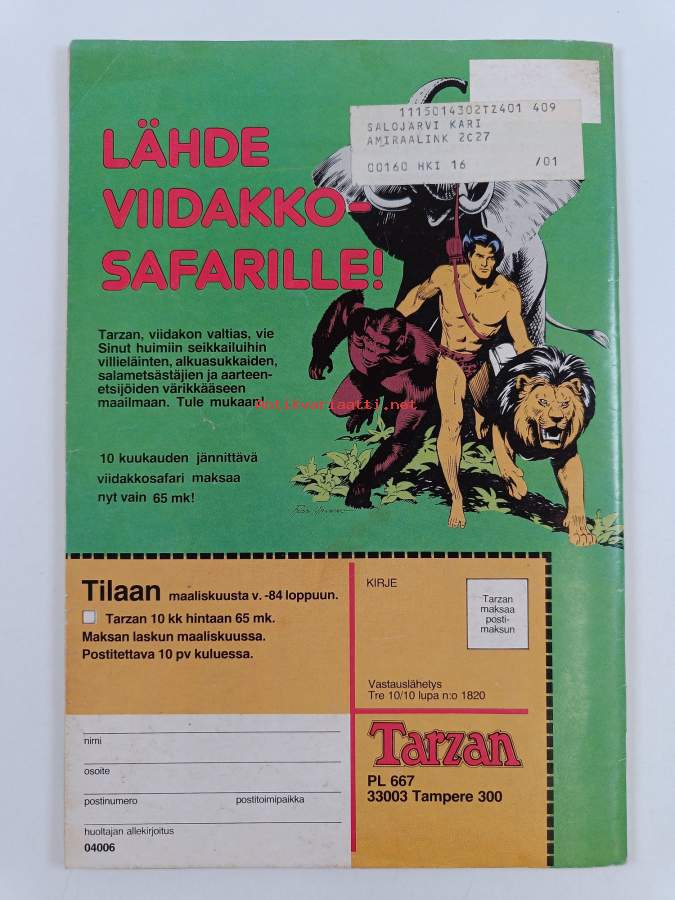 1115014302TZ401 409
SALOJARVI KARI
AMIRAALINK 2C27
00160 HKI 16 /01
LÄHDE
VIIDAKKO-
SAFARILLE!
Tarzan, viidakon valtias, vie
Sinut huimiin seikkailuihin
villieläinten, alkuasukkaiden,
salametsästäjien ja aarteen-
etsijöiden värikkääseen
maailmaan. Tule mukaan!
Antikvariaatti.net
10 kuukauden jännittävä
viidakkosafari maksaa
nyt vain 65 mk!
Tilaan maaliskuusta v. -84 loppuun.
Tarzan 10 kk hintaan 65 mk.
Maksan laskun maaliskuussa.
Postitettava 10 pv kuluessa.
nimi
osoite
postinumero postitoimipaikka
huoltajan allekirjoitus
04006
KIRJE
Tarzan
maksaa
posti-
maksun
Vastauslähetys
Tre 10/10 lupa n:o 1820
Tarzan
PL 667
33003 Tampere 300